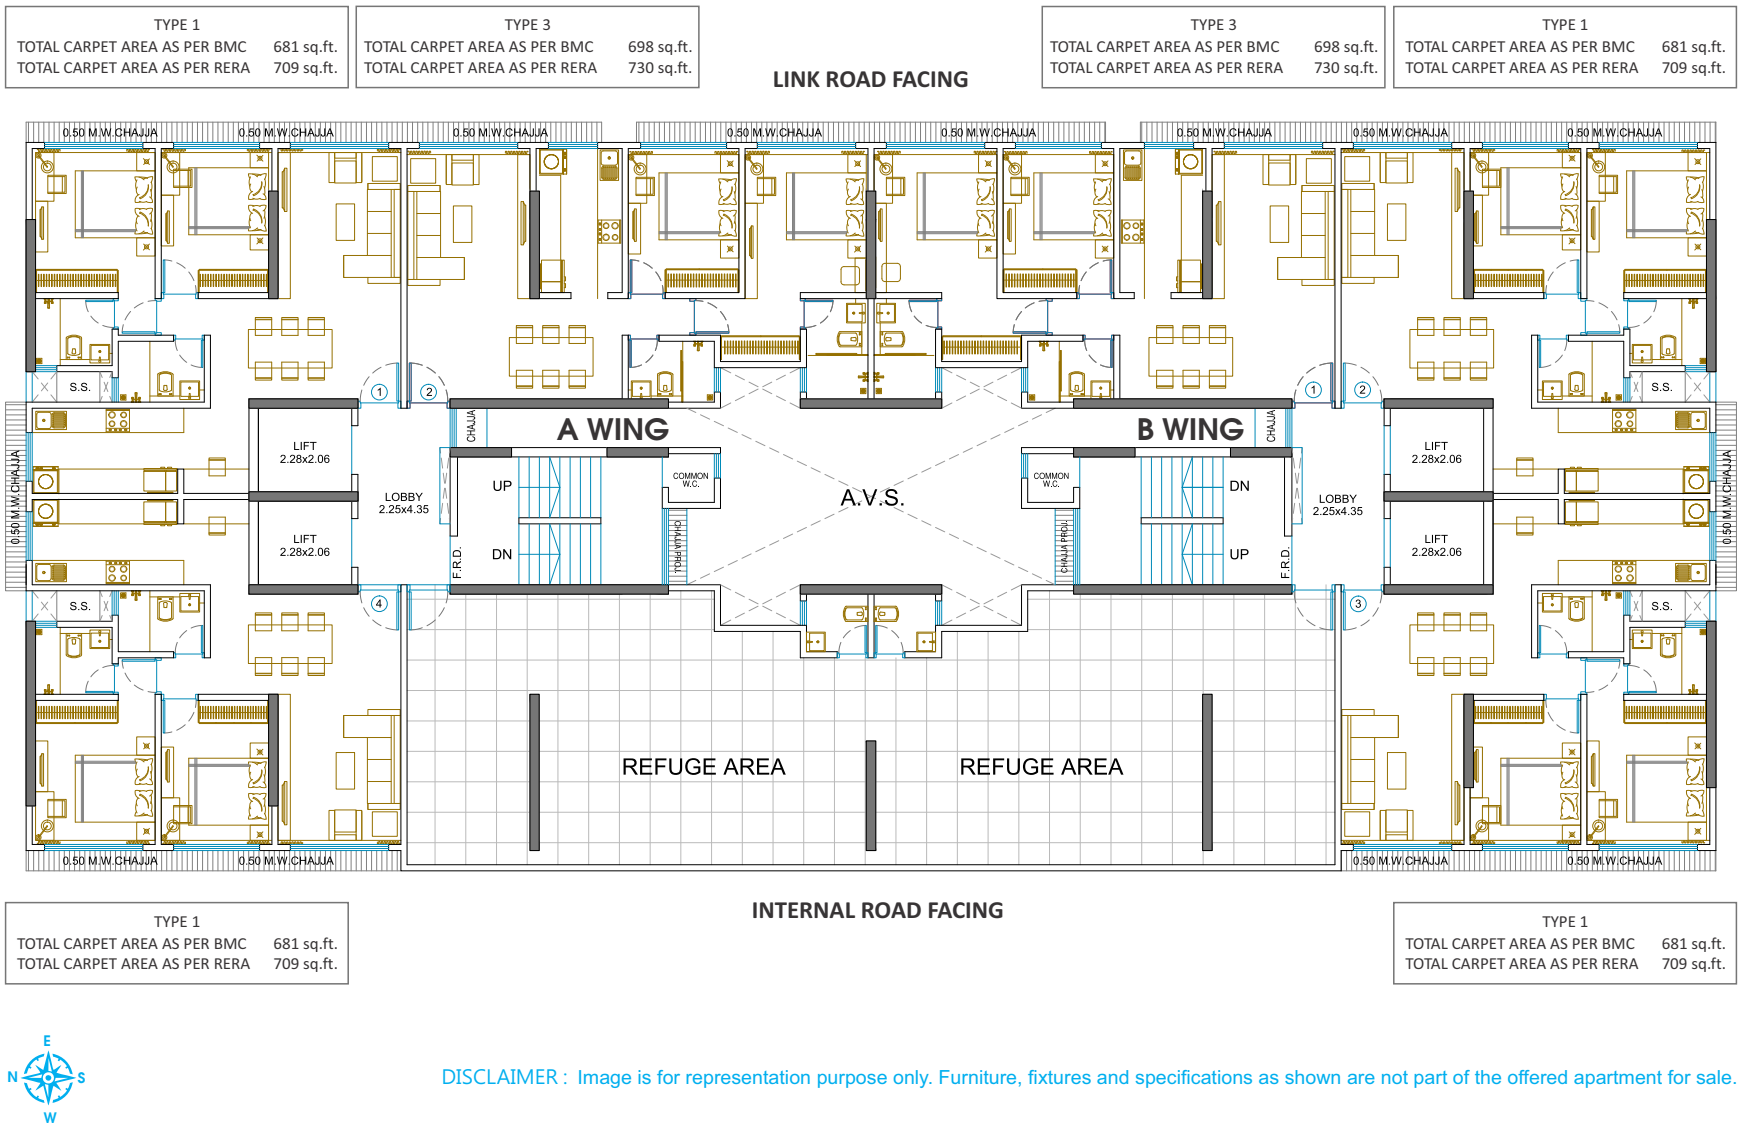 TYPE 1
TOTAL CARPET AREA AS PER BMC 681 sq.ft.
TOTAL CARPET AREA AS PER RERA 709 sq.ft.
TYPE 3
TOTAL CARPET AREA AS PER BMC 698 sq.ft.
TOTAL CARPET AREA AS PER RERA 730 sq.ft.
LINK ROAD FACING
TYPE 3
TOTAL CARPET AREA AS PER BMC 698 sq.ft.
TOTAL CARPET AREA AS PER RERA 730 sq.ft.
TYPE 1
TOTAL CARPET AREA AS PER BMC 681 sq.ft.
TOTAL CARPET AREA AS PER RERA 709 sq.ft.
0.50 M.W.CHAJJA 0.50 M.W.CHAJJA 0.50 M.W.CHAJJA 0.50 M.W.CHAJJA 0.50 M.W.CHAJJA 0.50 M.W.CHAJJA 0.50 M.W.CHAJJA 0.50 M.W.CHAJJA
S.S.
1
2
1
2
S.S.
0.50 M.W.CHAJJA
LIFT
2.28x2.06
CHAJJA
A WING
B WING
CHAJJA
LIFT
2.28x2.06
0.50 M.W.CHAJJA
LOBBY
2.25x4.35
UP
COMMON
W.C.
A.V.S.
COMMON
W.C.
DN
LOBBY
2.25x4.35
LIFT
2.28x2.06
F.R.D.
DN
CHAJJA PROJ.
CHAJJA PROJ.
UP
F.R.D.
LIFT
2.28x2.06
S.S.
4
3
S.S.
REFUGE AREA
REFUGE AREA
0.50 M.W.CHAJJA 0.50 M.W.CHAJJA 0.50 M.W.CHAJJA 0.50 M.W.CHAJJA
INTERNAL ROAD FACING
TYPE 1
TOTAL CARPET AREA AS PER BMC 681 sq.ft.
TOTAL CARPET AREA AS PER RERA 709 sq.ft.
TYPE 1
TOTAL CARPET AREA AS PER BMC 681 sq.ft.
TOTAL CARPET AREA AS PER RERA 709 sq.ft.
E
N S
W
DISCLAIMER : Image is for representation purpose only. Furniture, fixtures and specifications as shown are not part of the offered apartment for sale.